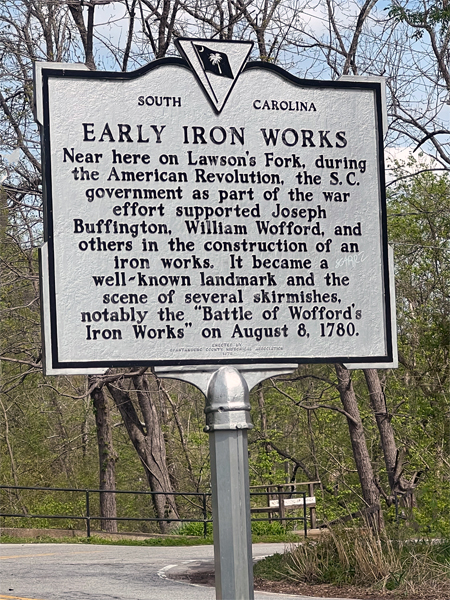 SOUTH CAROLINA
EARLY IRON WORKS
Near here on Lawson's Fork, during
the American Revolution, the S.C.
government as part of the war
effort supported Joseph
Buffington, William Wofford, and
others in the construction of an
iron works. It became a
well-known landmark and the
scene of several skirmishes,
notably the "Battle of Wofford's
Iron Works" on August 8, 1780.
ERECTED BY
SPARTANBURG COUNTY HISTORICAL ASSOCIATION